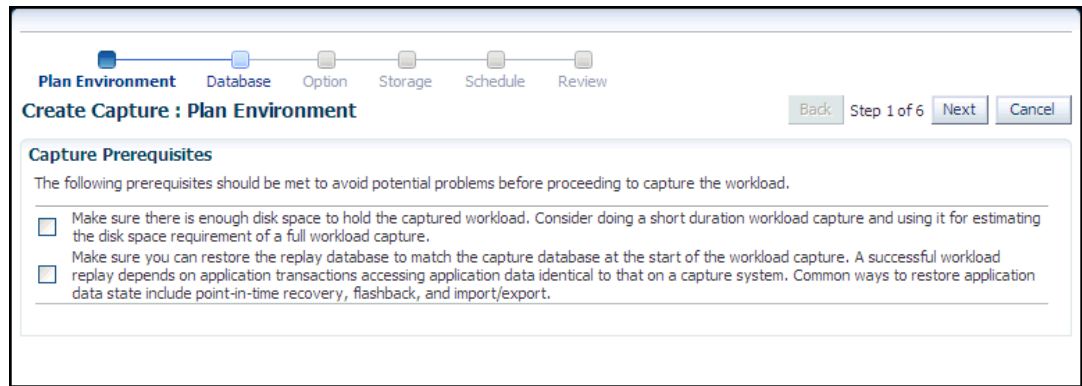 Plan Environment Database Option Storage Schedule Review
Create Capture : Plan Environment
Back Step 1 of 6 Next Cancel
Capture Prerequisites
The following prerequisites should be met to avoid potential problems before proceeding to capture the workload.
Make sure there is enough disk space to hold the captured workload. Consider doing a short duration workload capture and using it for estimating
the disk space requirement of a full workload capture.
Make sure you can restore the replay database to match the capture database at the start of the workload capture. A successful workload
replay depends on application transactions accessing application data identical to that on a capture system. Common ways to restore application
data state include point-in-time recovery, flashback, and import/export.